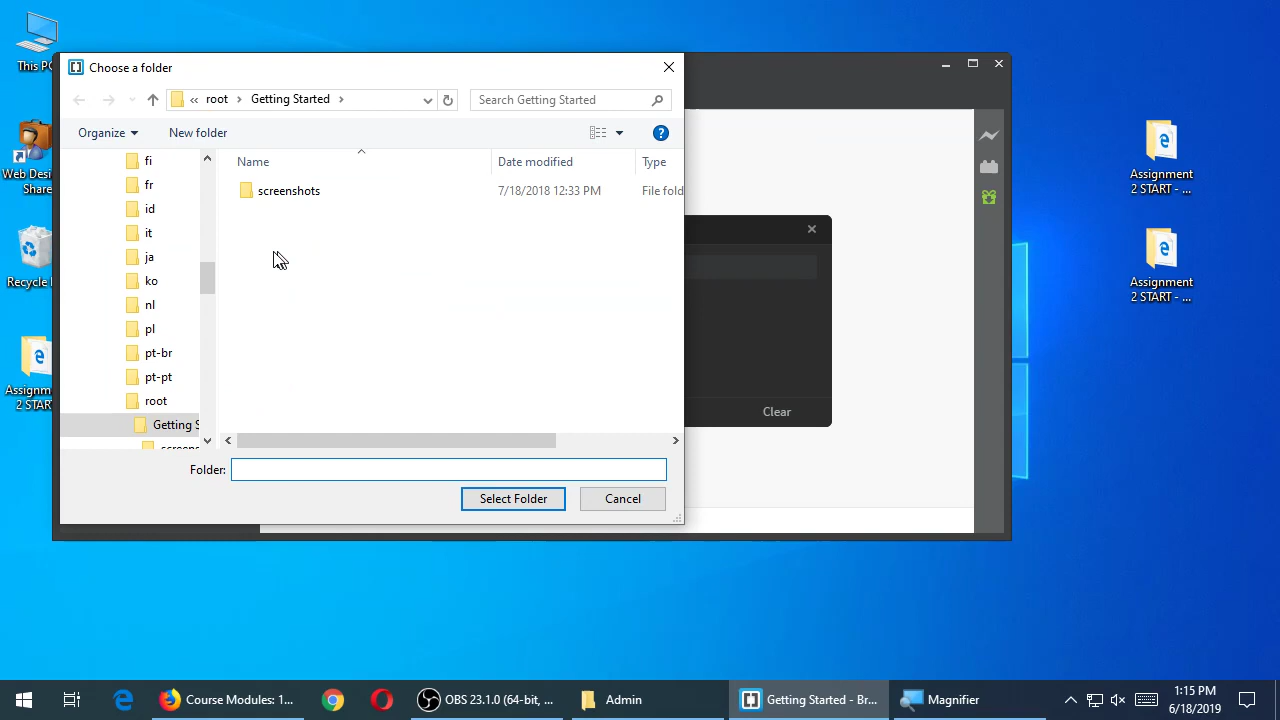 This PC
Choose a folder
root
Getting Started
Search Getting Started
Organize
New folder
fi
fr
id
it
ja
ko
nl
pl
pt-br
pt-pt
root
Getting S
Name
Date modified
Type
screenshots
7/18/2018 12:33 PM
File fold
Clear
Folder:
Select Folder
Cancel
Web Desi
Share
Recycle
Assignm
2 STAR
Assignment
2 START - ...
Assignment
2 START - ...
Course Modules: 1...
OBS 23.1.0 (64-bit, ...
Admin
Getting Started - Br...
Magnifier
1:15 PM
6/18/2019